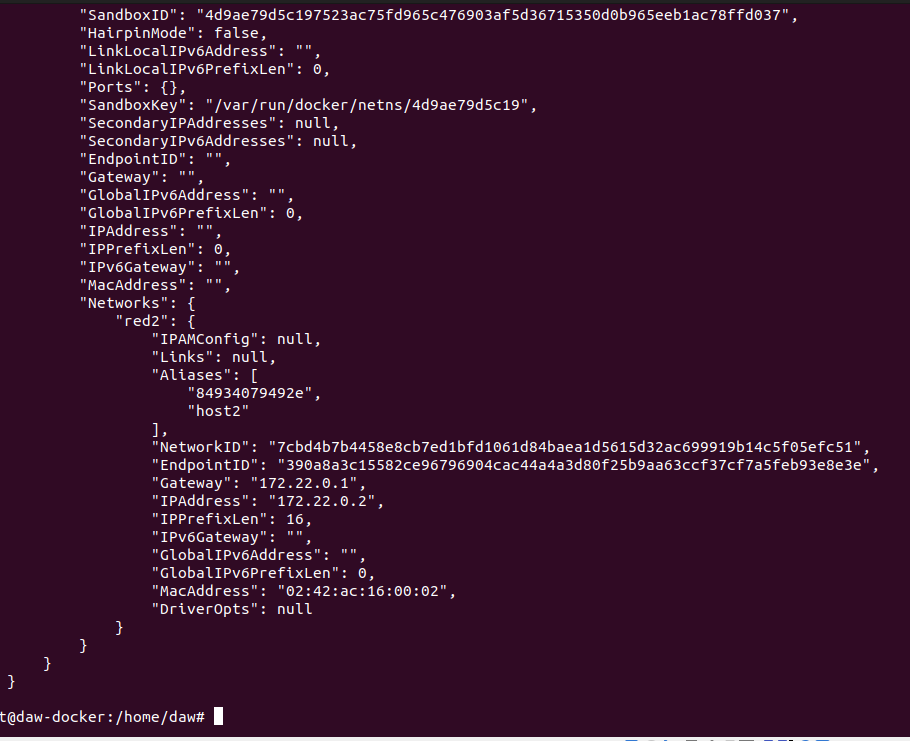 "SandboxID": "4d9ae79d5c197523ac75fd965c476903af5d36715350d0b965eeb1ac78ffd037",
"HairpinMode": false,
"LinkLocalIPv6Address": "",
"LinkLocalIPv6PrefixLen": 0,
"Ports": {},
"SandboxKey": "/var/run/docker/netns/4d9ae79d5c19",
"SecondaryIPAddresses": null,
"SecondaryIPv6Addresses": null,
"EndpointID": "",
"Gateway": "",
"GlobalIPv6Address": "",
"GlobalIPv6PrefixLen": 0,
"IPAddress": "",
"IPPrefixLen": 0,
"IPv6Gateway": "",
"MacAddress": "",
"Networks": {
"red2": {
"IPAMConfig": null,
"Links": null,
"Aliases": [
"84934079492e",
"host2"
],
"NetworkID": "7cbd4b7b4458e8cb7ed1bfd1061d84baea1d5615d32ac699919b14c5f05efc51",
"EndpointID": "390a8a3c15582ce96796904cac44a4a3d80f25b9aa63ccf37cf7a5feb93e8e3e",
"Gateway": "172.22.0.1",
"IPAddress": "172.22.0.2",
"IPPrefixLen": 16,
"IPv6Gateway": "",
"GlobalIPv6Address": "",
"GlobalIPv6PrefixLen": 0,
"MacAddress": "02:42:ac:16:00:02",
"DriverOpts": null
}
}
}
}
t@daw-docker:/home/daw#